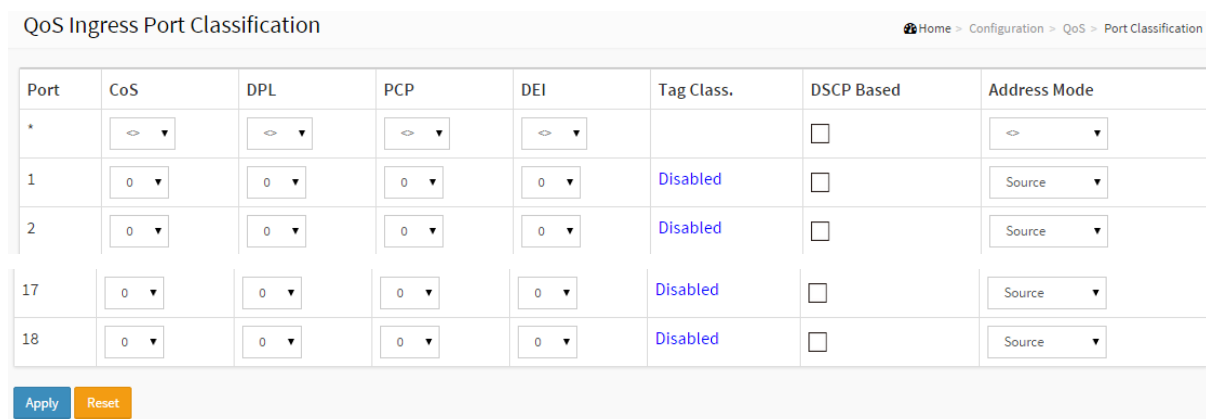 QoS Ingress Port Classification
Home > Configuration > QoS > Port Classification
Port CoS DPL PCP DEI Tag Class. DSCP Based Address Mode
* <> <> <> <> <>
1 0 0 0 0 Disabled Source
2 0 0 0 0 Disabled Source
17 0 0 0 0 Disabled Source
18 0 0 0 0 Disabled Source
Apply Reset